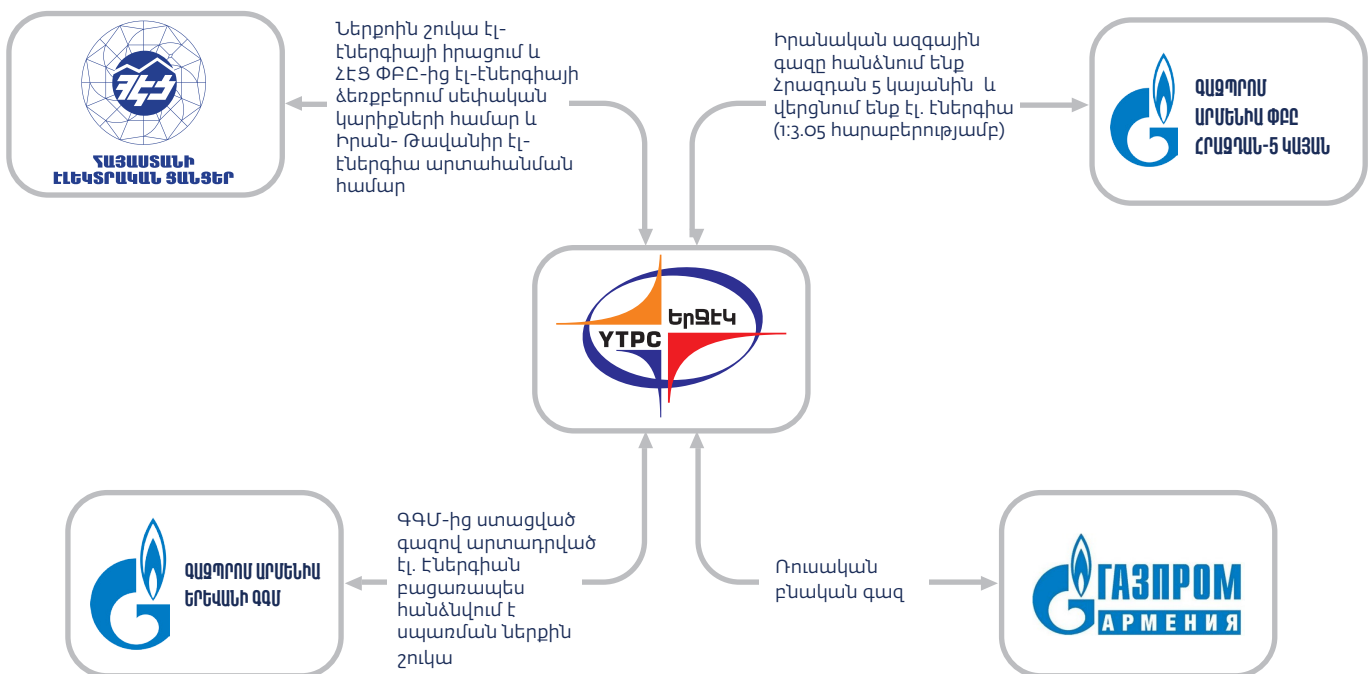 ՀԷՑ
ՀԱՅԱՍՏԱՆԻ
ԷԼԵԿՏՐԱԿԱՆ ՑԱՆՑԵՐ
Ներքոին շուկա էլ-
էներգիայի իրացում և
ՀԷՑ ՓԲԸ-ից էլ-էներգիայի
ձեռքբերում սեփական
կարիքների համար և
Իրան- Թավանիր էլ-
էներգիա արտահանման
համար
Իրանական ազգային
գազը հանձնում ենք
Հրազդան 5 կայանին և
վերցնում ենք էլ. էներգիա
(1:3.05 հարաբերությամբ)
ԳԱԶՊՐՈՄ
ԱՐՄԵՆԻԱ ՓԲԸ
ՀՐԱԶԴԱՆ-5 ԿԱՅԱՆ
ԵրՋԷԿ
YTPC
ԳԱԶՊՐՈՄ ԱՐՄԵՆԻԱ
ԵՐԵՎԱՆԻ ԳԳՄ
ԳԳՄ-ից ստացված
գազով արտադրված
էլ. Էներգիան
բացառապես
հանձնվում է
սպառման ներքին
շուկա
Ռուսական
բնական գազ
ГАЗПРОМ
АРМЕНИЯ